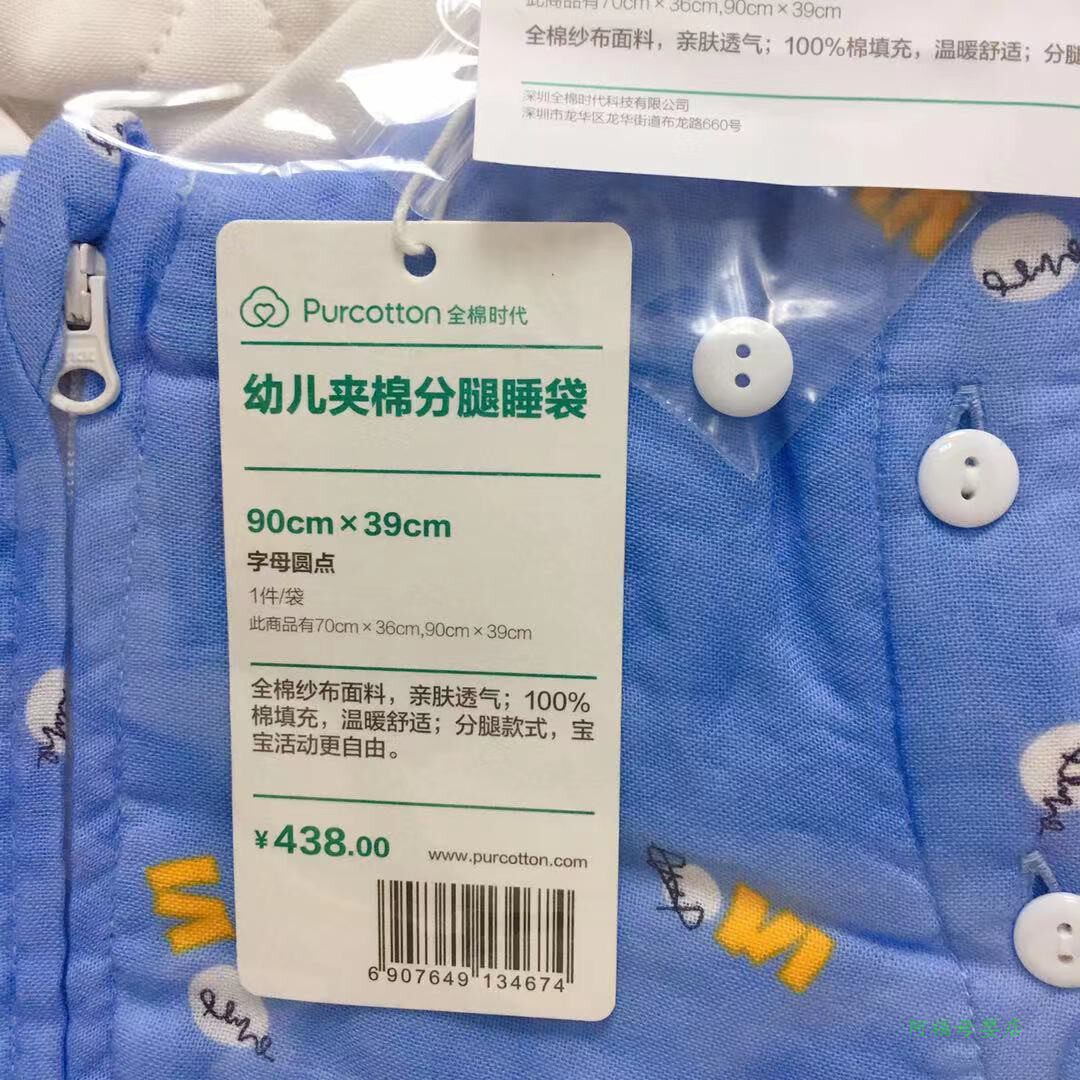 此商品有70cm×36cm,90cm×39cm
全棉纱布面料，亲肤透气；100%棉填充，温暖舒适；分腿
深圳全棉时代科技有限公司
深圳市龙华区龙华街道布龙路660号
Purcotton 全棉时代
幼儿夹棉分腿睡袋
90cm×39cm
字母圆点
1件/袋
此商品有70cm×36cm,90cm×39cm
全棉纱布面料，亲肤透气；100%
棉填充，温暖舒适；分腿款式，宝
宝活动更自由。
¥438.00 www.purcotton.com
6 907649 134674